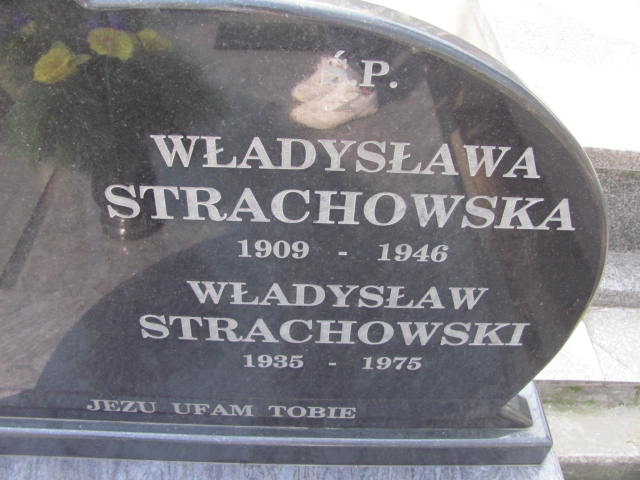 Ś.P.
WŁADYSŁAWA
STRACHOWSKA
1909 - 1946
WŁADYSŁAW
STRACHOWSKI
1935 - 1975
JEZU UFAM TOBIE